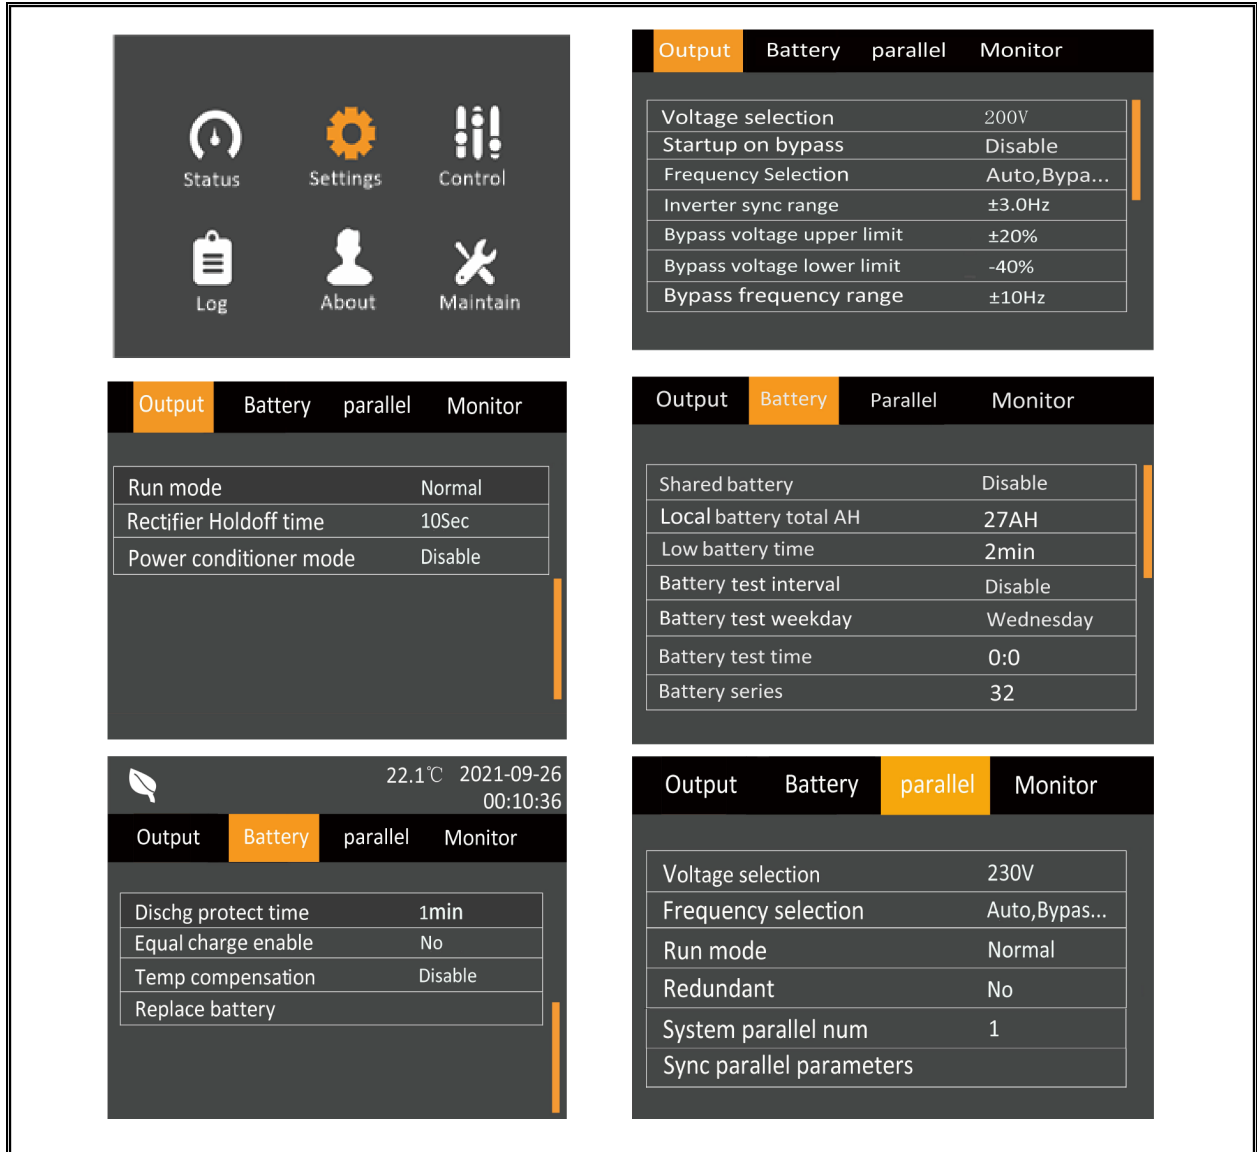 Status Settings Control
Log About Maintain
Output Battery parallel Monitor
Voltage selection 200V
Startup on bypass Disable
Frequency Selection Auto,Bypa...
Inverter sync range ±3.0Hz
Bypass voltage upper limit ±20%
Bypass voltage lower limit -40%
Bypass frequency range ±10Hz
Output Battery parallel Monitor
Run mode Normal
Rectifier Holdoff time 10Sec
Power conditioner mode Disable
Output Battery Parallel Monitor
Shared battery Disable
Local battery total AH 27AH
Low battery time 2min
Battery test interval Disable
Battery test weekday Wednesday
Battery test time 0:0
Battery series 32
22.1℃ 2021-09-26
00:10:36
Output Battery parallel Monitor
Dischg protect time 1min
Equal charge enable No
Temp compensation Disable
Replace battery
Output Battery parallel Monitor
Voltage selection 230V
Frequency selection Auto,Bypas...
Run mode Normal
Redundant No
System parallel num 1
Sync parallel parameters